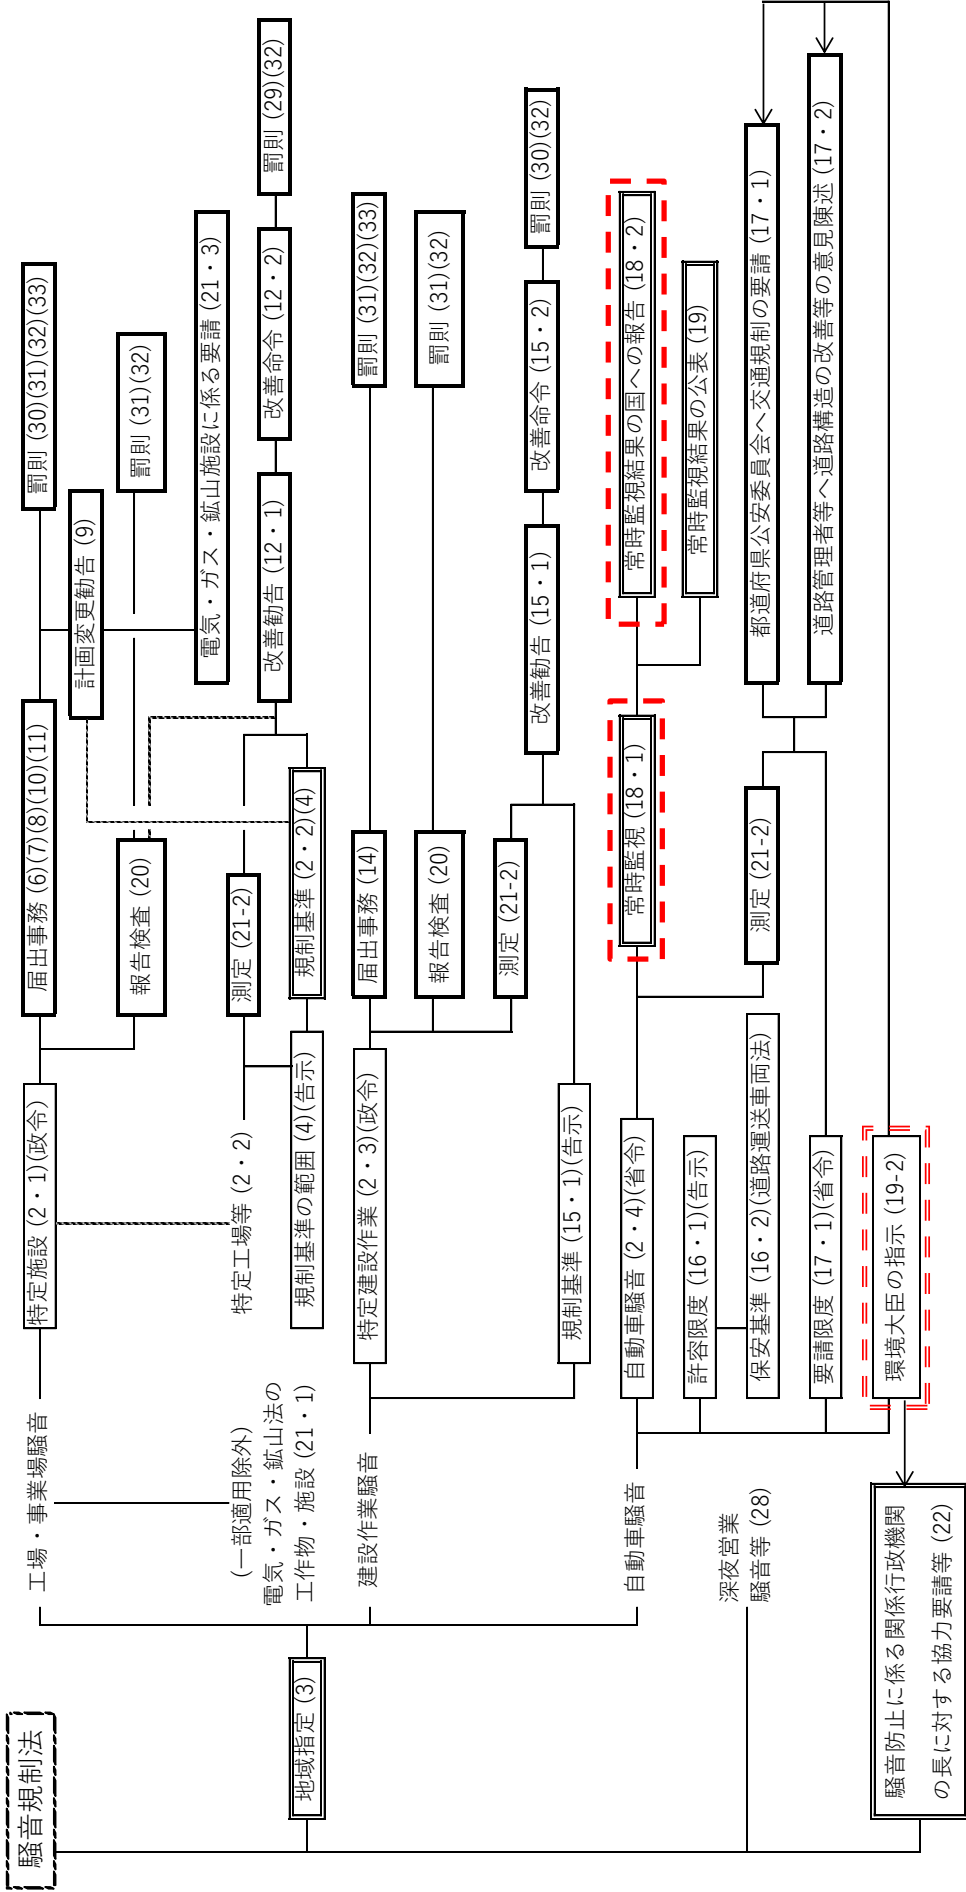 騒音規制法
地域指定 (3)
工場・事業場騒音
(一部適用除外)
電気・ガス・鉱山法の
工作物・施設 (21・1)
特定施設 (2・1)(政令)
特定工場等 (2・2)
規制基準の範囲 (4)(告示)
届出事務 (6)(7)(8)(10)(11)
報告検査 (20)
測定 (21-2)
規制基準 (2・2)(4)
計画変更勧告 (9)
罰則 (30)(31)(32)(33)
罰則 (31)(32)
電気・ガス・鉱山施設に係る要請 (21・3)
改善勧告 (12・1)
改善命令 (12・2)
罰則 (29)(32)
建設作業騒音
特定建設作業 (2・3)(政令)
規制基準 (15・1)(告示)
届出事務 (14)
報告検査 (20)
測定 (21-2)
罰則 (31)(32)(33)
罰則 (31)(32)
改善勧告 (15・1)
改善命令 (15・2)
罰則 (30)(32)
自動車騒音
自動車騒音 (2・4)(省令)
許容限度 (16・1)(告示)
保安基準 (16・2)(道路運送車両法)
要請限度 (17・1)(省令)
環境大臣の指示 (19-2)
常時監視 (18・1)
測定 (21-2)
常時監視結果の国への報告 (18・2)
常時監視結果の公表 (19)
都道府県公安委員会へ交通規制の要請 (17・1)
道路管理者等へ道路構造の改善等の意見陳述 (17・2)
深夜営業
騒音等 (28)
騒音防止に係る関係行政機関
の長に対する協力要請等 (22)